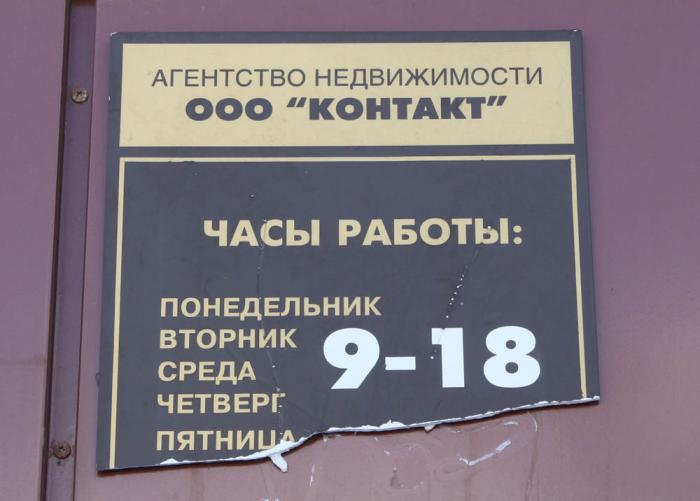 АГЕНТСТВО НЕДВИЖИМОСТИ
ООО "КОНТАКТ"
ЧАСЫ РАБОТЫ:
ПОНЕДЕЛЬНИК
ВТОРНИК
9-18
СРЕДА
ЧЕТВЕРГ
ПЯТНИЦА